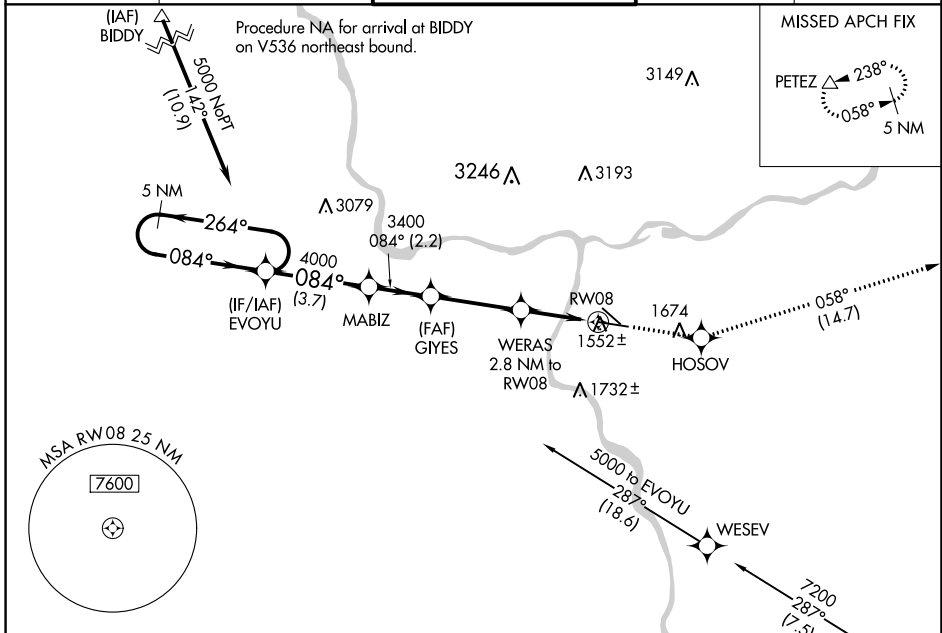 (IAF)
BIDDY
Procedure NA for arrival at BIDDY
on V536 northeast bound.
5000 NoPT
142°
(10.9)
MISSED APCH FIX
PETEZ
238°
058°
5 NM
3149
3246
3193
3079
5 NM
264°
084°
3400
084° (2.2)
4000
084°
(3.7)
(IF/IAF)
EVOYU
MABIZ
(FAF)
GIYES
WERAS
2.8 NM to
RW08
RW08
1552±
1674
HOSOV
058°
(14.7)
1732±
MSA RW08 25 NM
7600
5000 to EVOYU
287°
(18.6)
WESEV
7200
287°
(7.5)